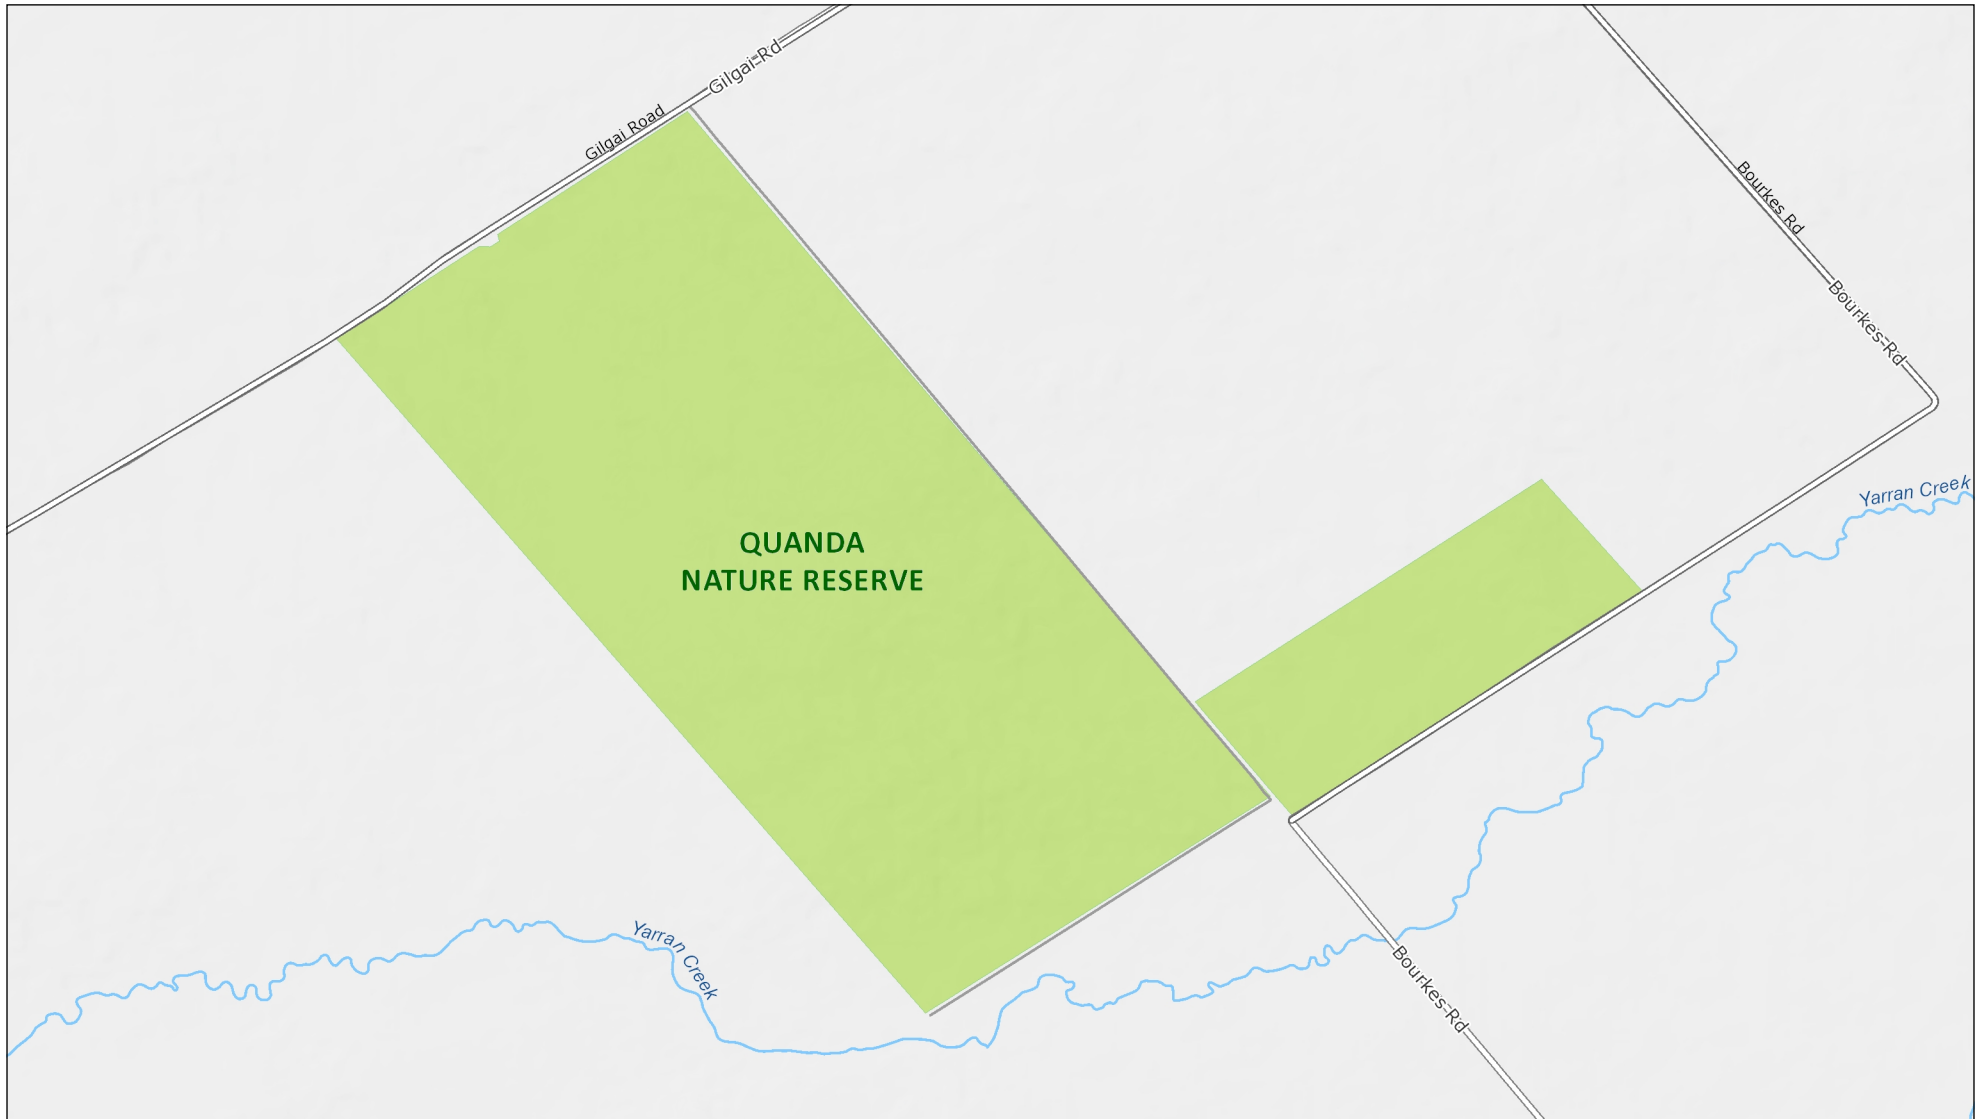 Gilgai-Rd
Gilgai Road
Bourkes Rd
Bourkes-Rd
Yarran Creek
QUANDA
NATURE RESERVE
Yarran Creek
Bourkes-Rd